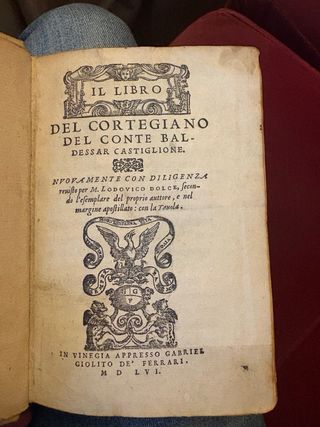 IL LIBRO
DEL CORTEGIANO
DEL CONTE BAL-
DESSAR CASTIGLIONE.
NVOVAMENTE CON DILIGENZA
reuisto per M. LODOVICO DOLCE, secon-
do l'esemplare del proprio auttore, e nel
margine apostillato: con la Tauola.
G G
F
IN VINEGIA APPRESSO GABRIEL
GIOLITO DE' FERRARI.
M D LVI.